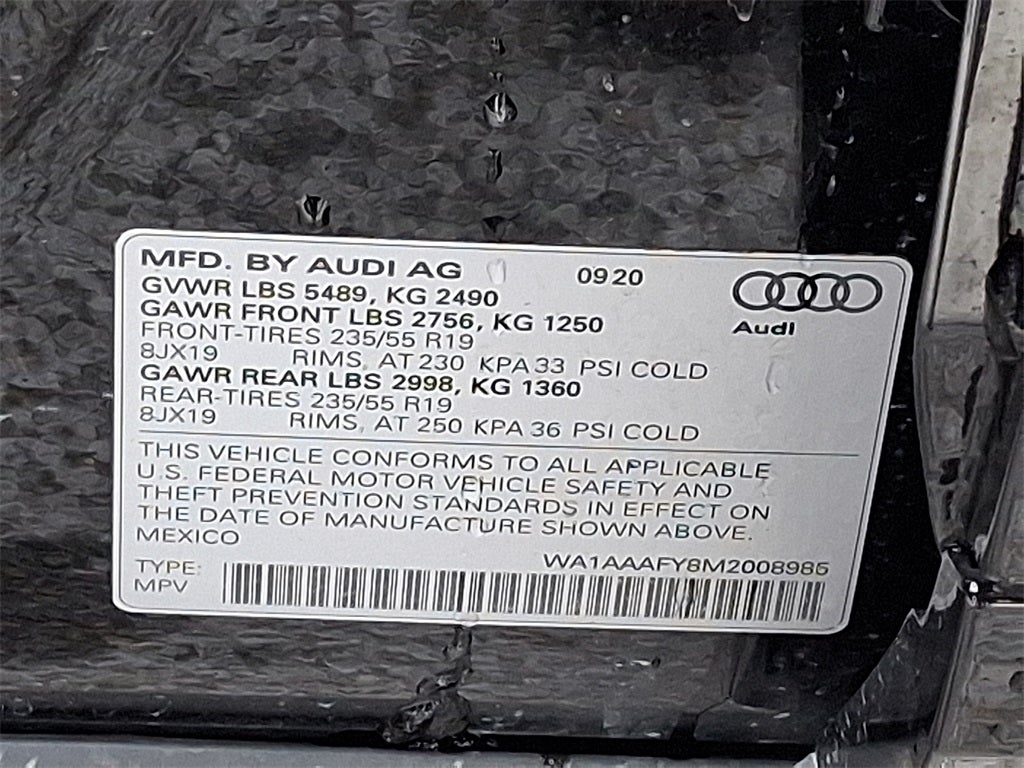 MFD. BY AUDI AG 09 20
GVWR LBS 5489, KG 2490
GAWR FRONT LBS 2756, KG 1250
FRONT-TIRES 235/55 R19
8JX19 RIMS, AT 230 KPA 33 PSI COLD
GAWR REAR LBS 2998, KG 1360
REAR-TIRES 235/55 R19
8JX19 RIMS, AT 250 KPA 36 PSI COLD
Audi
THIS VEHICLE CONFORMS TO ALL APPLICABLE
U.S. FEDERAL MOTOR VEHICLE SAFETY AND
THEFT PREVENTION STANDARDS IN EFFECT ON
THE DATE OF MANUFACTURE SHOWN ABOVE.
MEXICO
WA1AAAFY8M2008985
TYPE:
MPV